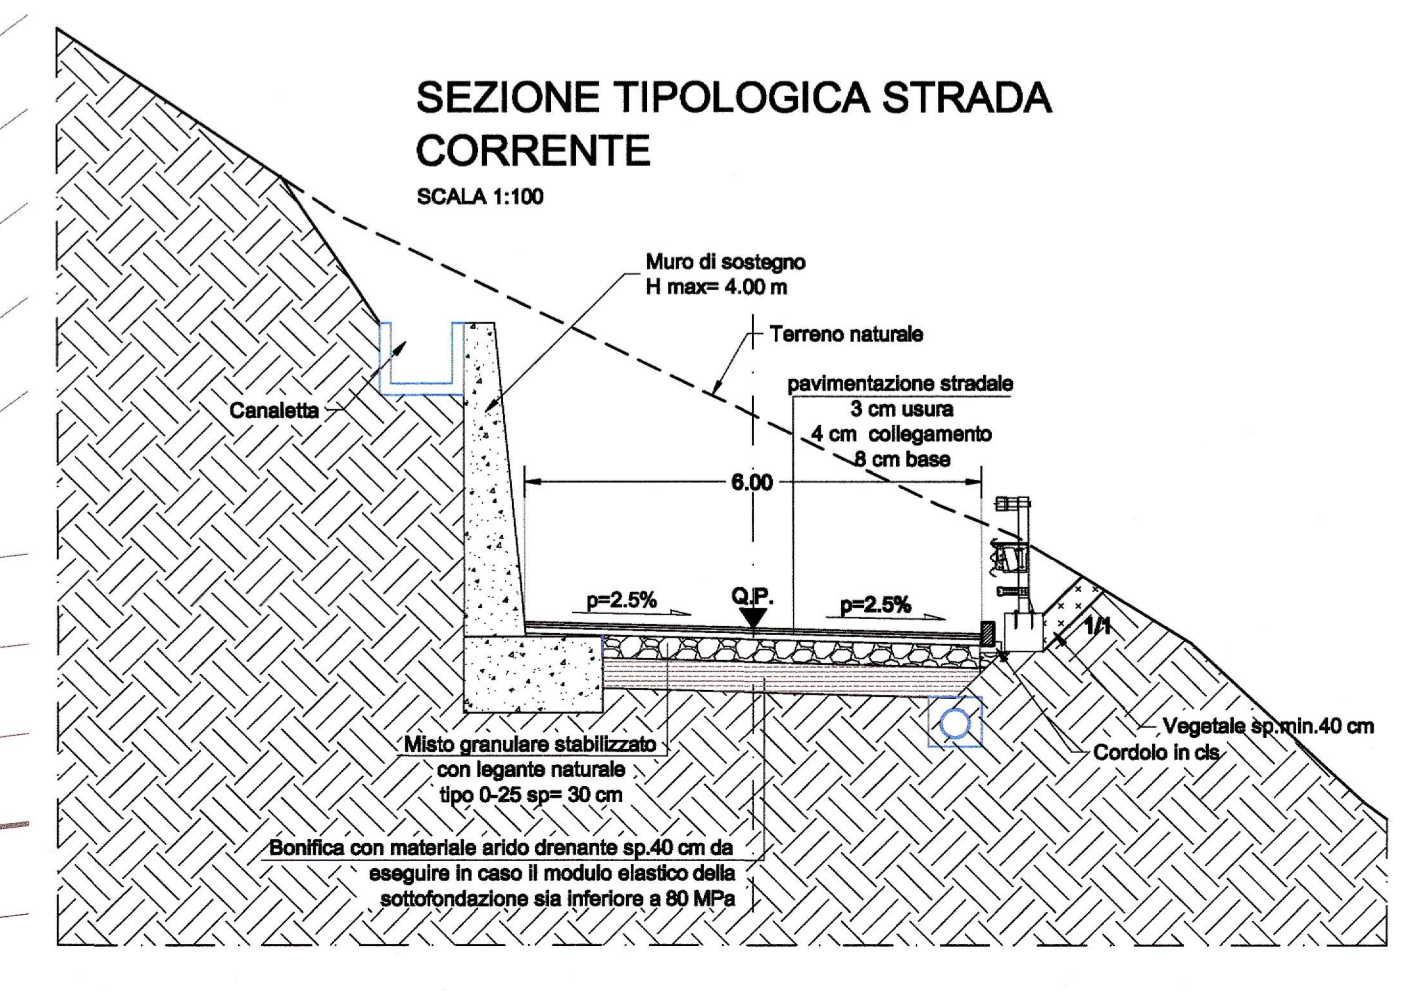 SEZIONE TIPOLOGICA STRADA
CORRENTE
SCALA 1:100
Muro di sostegno
H max= 4.00 m
Terreno naturale
pavimentazione stradale
3 cm usura
4 cm collegamento
8 cm base
Canaletta
6.00
p=2.5%
Q.P.
p=2.5%
1/1
Vegetale sp.min.40 cm
Cordolo in cls
Misto granulare stabilizzato
con legante naturale
tipo 0-25 sp= 30 cm
Bonifica con materiale arido drenante sp.40 cm da
eseguire in caso il modulo elastico della
sottofondazione sia inferiore a 80 MPa